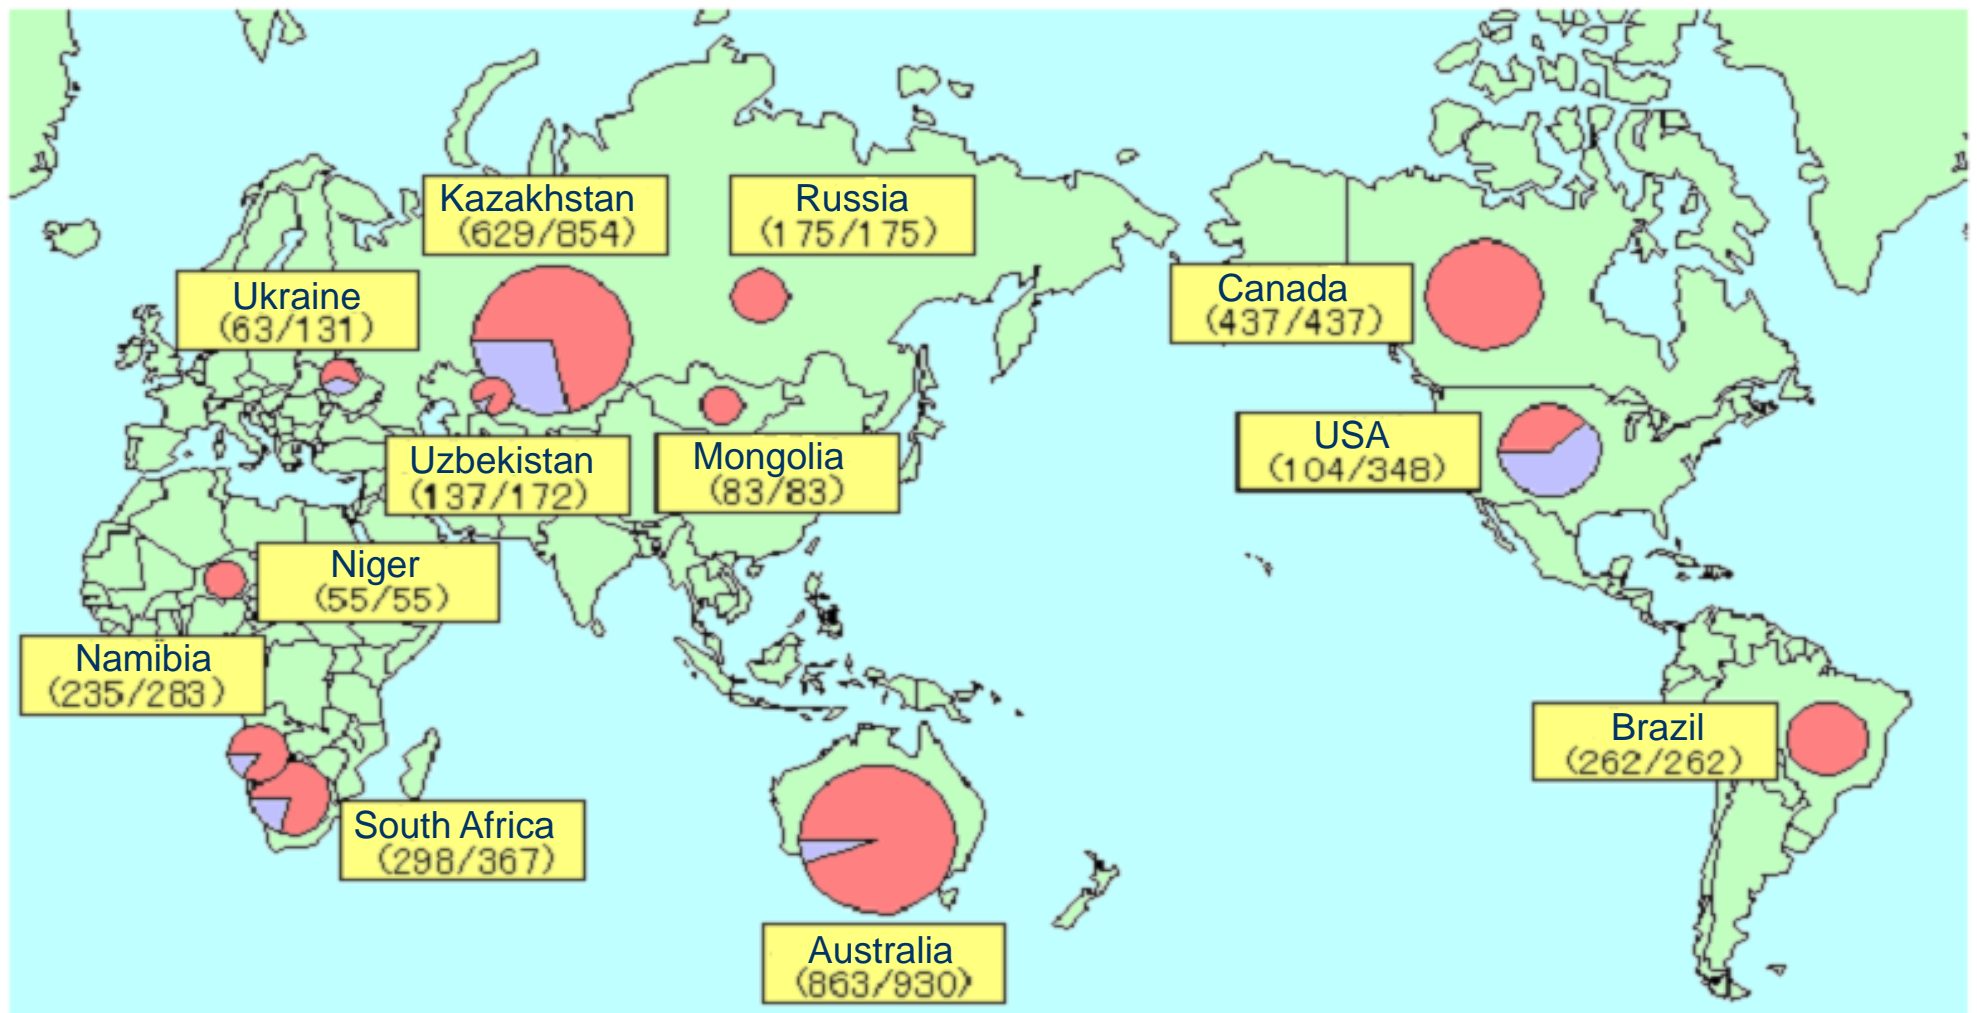 Kazakhstan
(629/854)
Russia
(175/175)
Ukraine
(63/131)
Canada
(437/437)
Uzbekistan
(137/172)
Mongolia
(83/83)
USA
(104/348)
Niger
(55/55)
Namibia
(235/283)
Brazil
(262/262)
South Africa
(298/367)
Australia
(863/930)